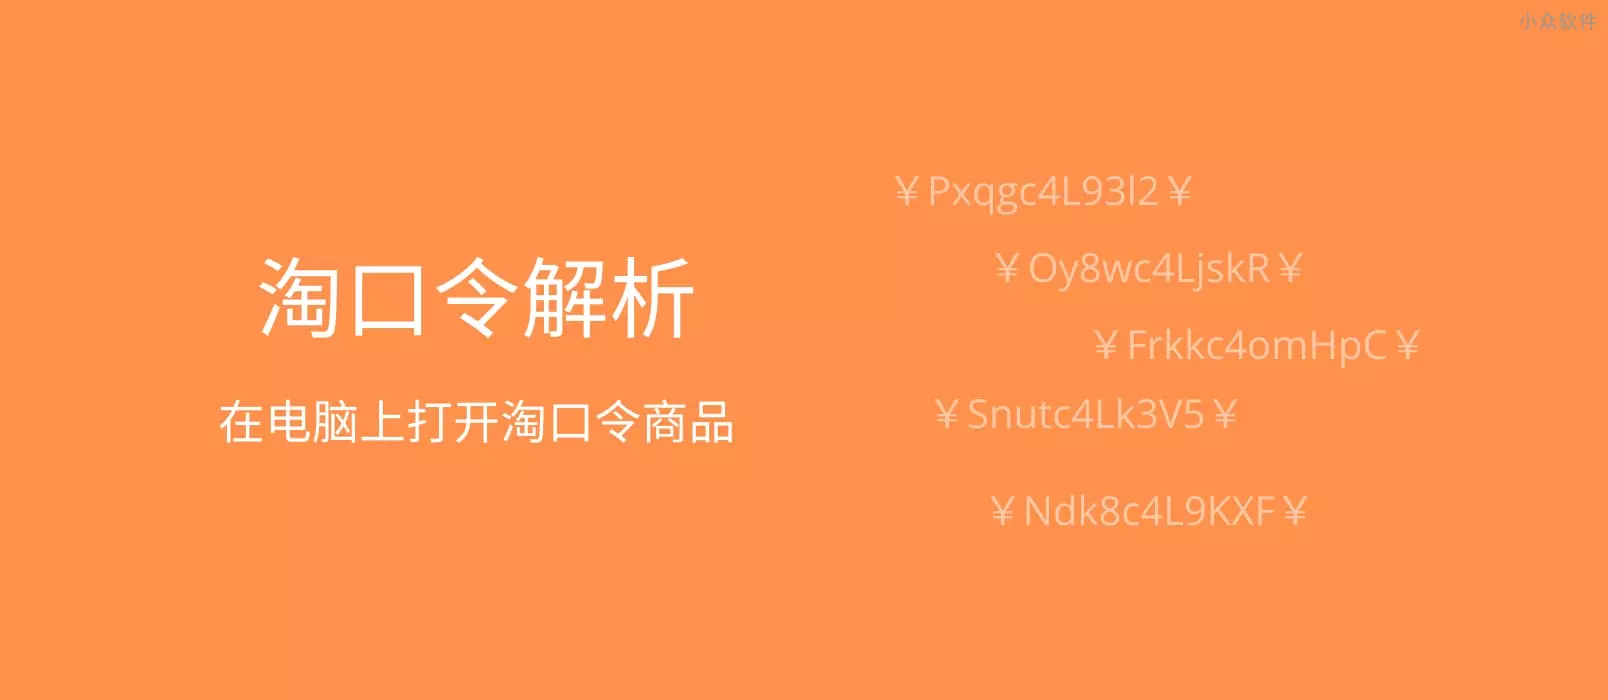 小众软件
淘口令解析
在电脑上打开淘口令商品
￥Pxqgc4L93l2￥
￥Oy8wc4LjskR￥
￥Frkkc4omHpC￥
￥Snutc4Lk3V5￥
￥Ndk8c4L9KXF￥